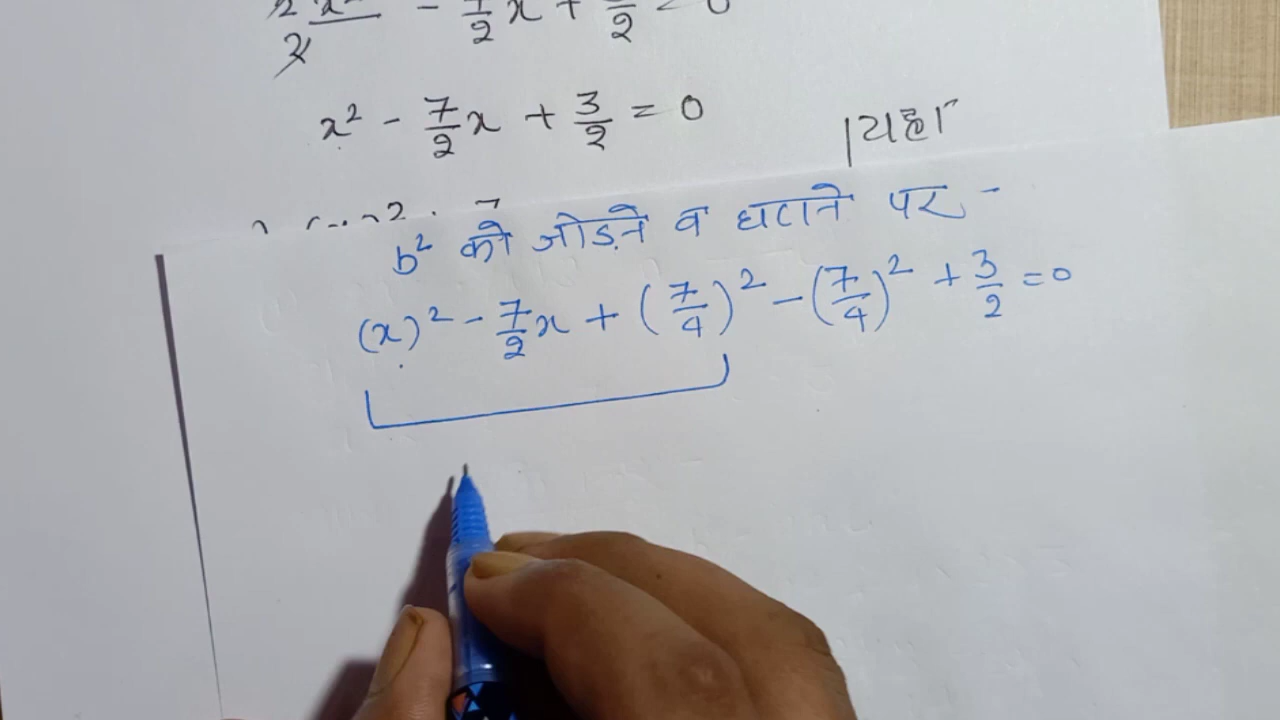 x² - 7/2 x + 3/2 = 0
यहाँ
b² को जोड़ने व घटाने पर -
(x)² - 7/2 x + (7/4)² - (7/4)² + 3/2 = 0